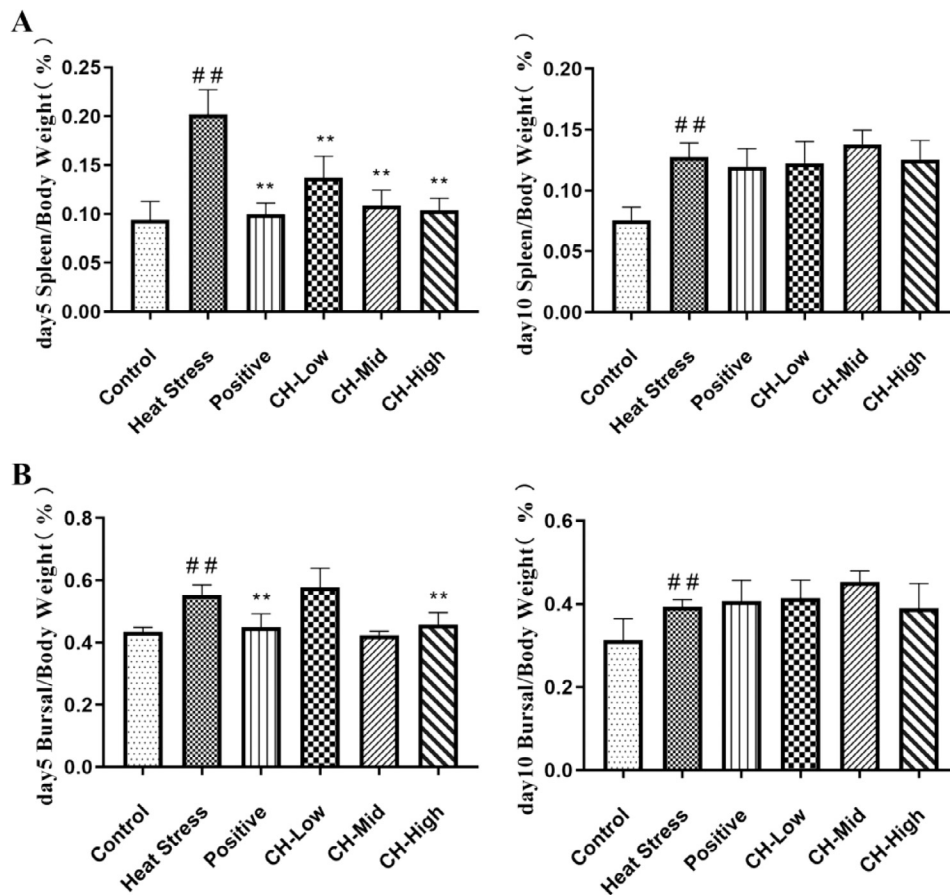 A
day5 Spleen/Body Weight( % )
0.25
0.20
0.15
0.10
0.05
0.00
##
**
**
**
**
Control
Heat Stress
Positive
CH-Low
CH-Mid
CH-High
day10 Spleen/Body Weight( % )
0.20
0.15
0.10
0.05
0.00
##
Control
Heat Stress
Positive
CH-Low
CH-Mid
CH-High
B
day5 Bursal/Body Weight( % )
0.8
0.6
0.4
0.2
0.0
##
**
**
Control
Heat Stress
Positive
CH-Low
CH-Mid
CH-High
day10 Bursal/Body Weight( % )
0.6
0.4
0.2
0.0
##
Control
Heat Stress
Positive
CH-Low
CH-Mid
CH-High